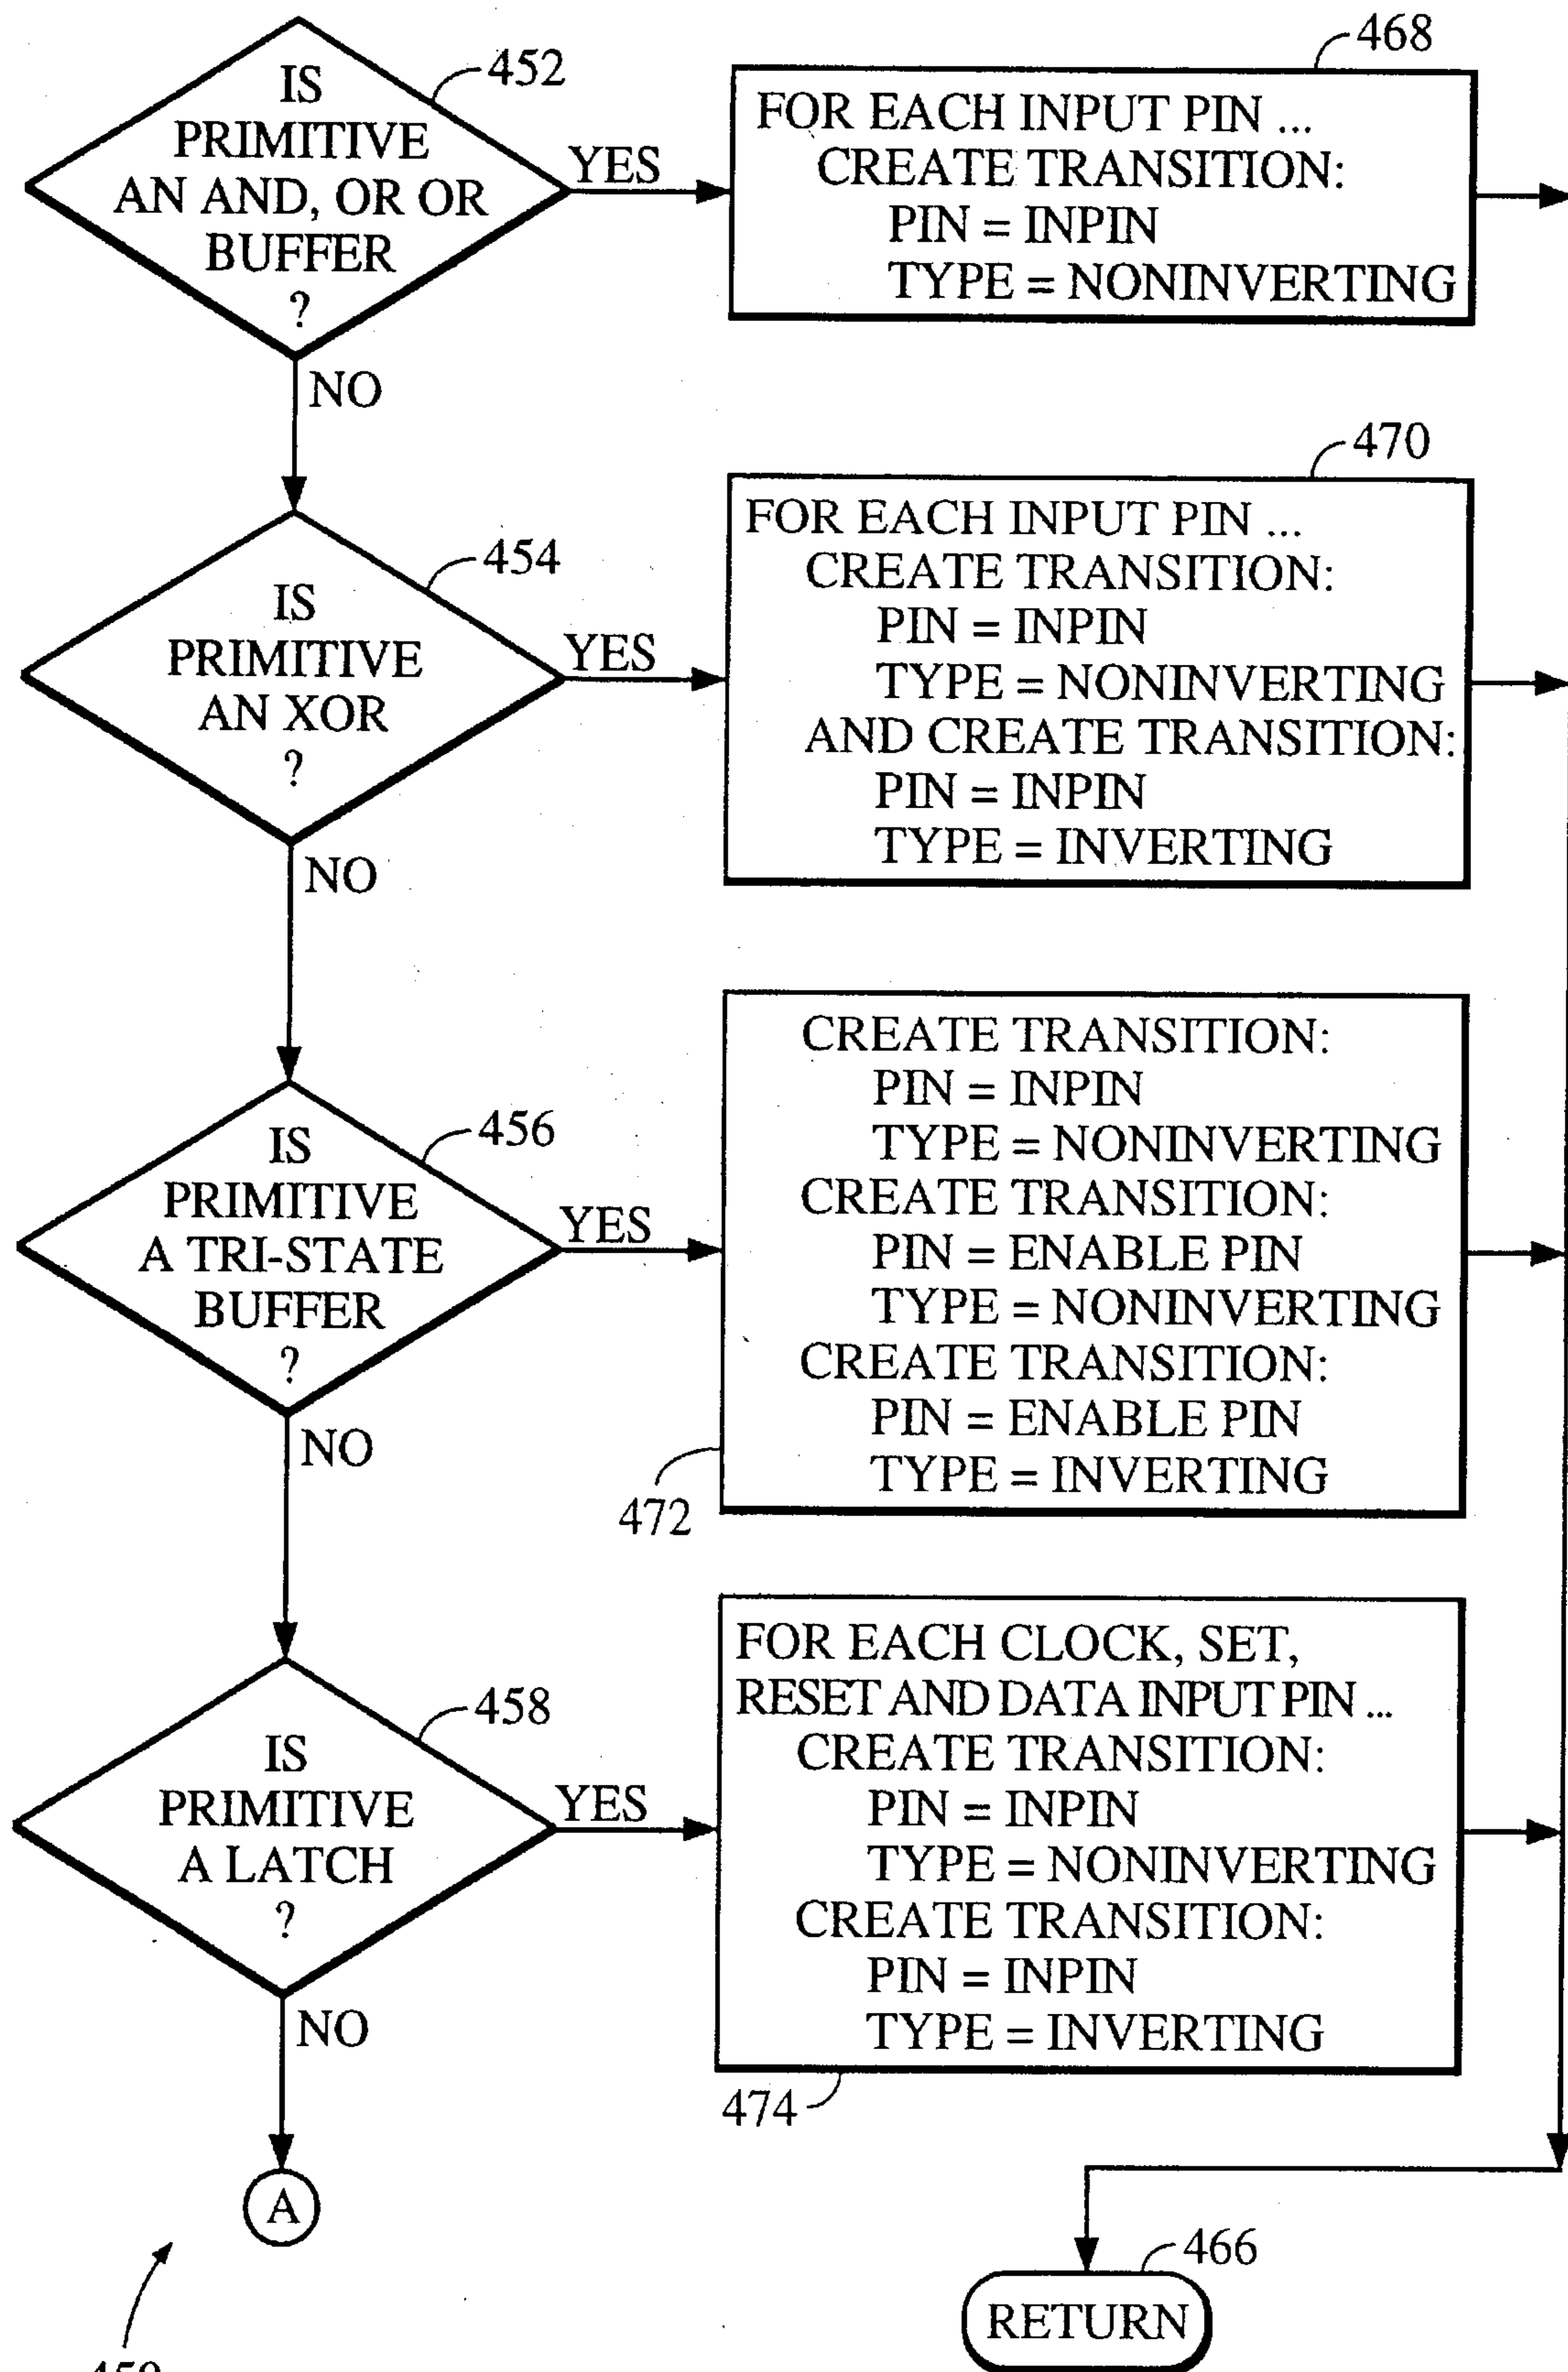 452
IS
PRIMITIVE
AN AND, OR OR
BUFFER
?
YES
NO
468
FOR EACH INPUT PIN ...
CREATE TRANSITION:
PIN = INPIN
TYPE = NONINVERTING
454
IS
PRIMITIVE
AN XOR
?
YES
NO
470
FOR EACH INPUT PIN ...
CREATE TRANSITION:
PIN = INPIN
TYPE = NONINVERTING
AND CREATE TRANSITION:
PIN = INPIN
TYPE = INVERTING
456
IS
PRIMITIVE
A TRI-STATE
BUFFER
?
YES
NO
472
CREATE TRANSITION:
PIN = INPIN
TYPE = NONINVERTING
CREATE TRANSITION:
PIN = ENABLE PIN
TYPE = NONINVERTING
CREATE TRANSITION:
PIN = ENABLE PIN
TYPE = INVERTING
458
IS
PRIMITIVE
A LATCH
?
YES
NO
474
FOR EACH CLOCK, SET,
RESET AND DATA INPUT PIN ...
CREATE TRANSITION:
PIN = INPIN
TYPE = NONINVERTING
CREATE TRANSITION:
PIN = INPIN
TYPE = INVERTING
A
466
RETURN